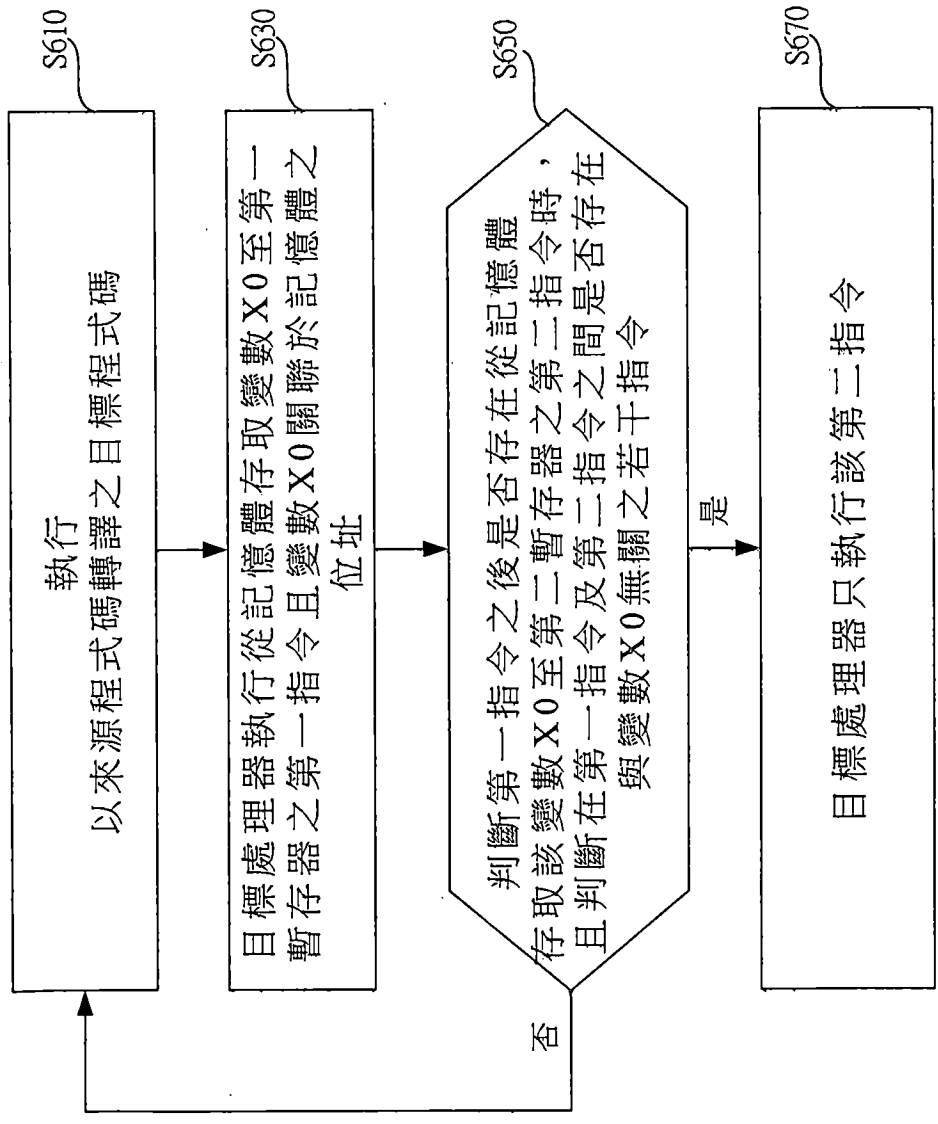 S610
執行
以來源程式碼轉譯之目標程式碼
S630
目標處理器執行從記憶體存取變數X0至第一
暫存器之第一指令且變數X0關聯於記憶體之
位址
S650
判斷第一指令之後是否存在從記憶體
存取該變數X0至第二暫存器之第二指令時，
且判斷在第一指令及第二指令之間是否存在
與變數X0無關之若干指令
否
是
S670
目標處理器只執行該第二指令